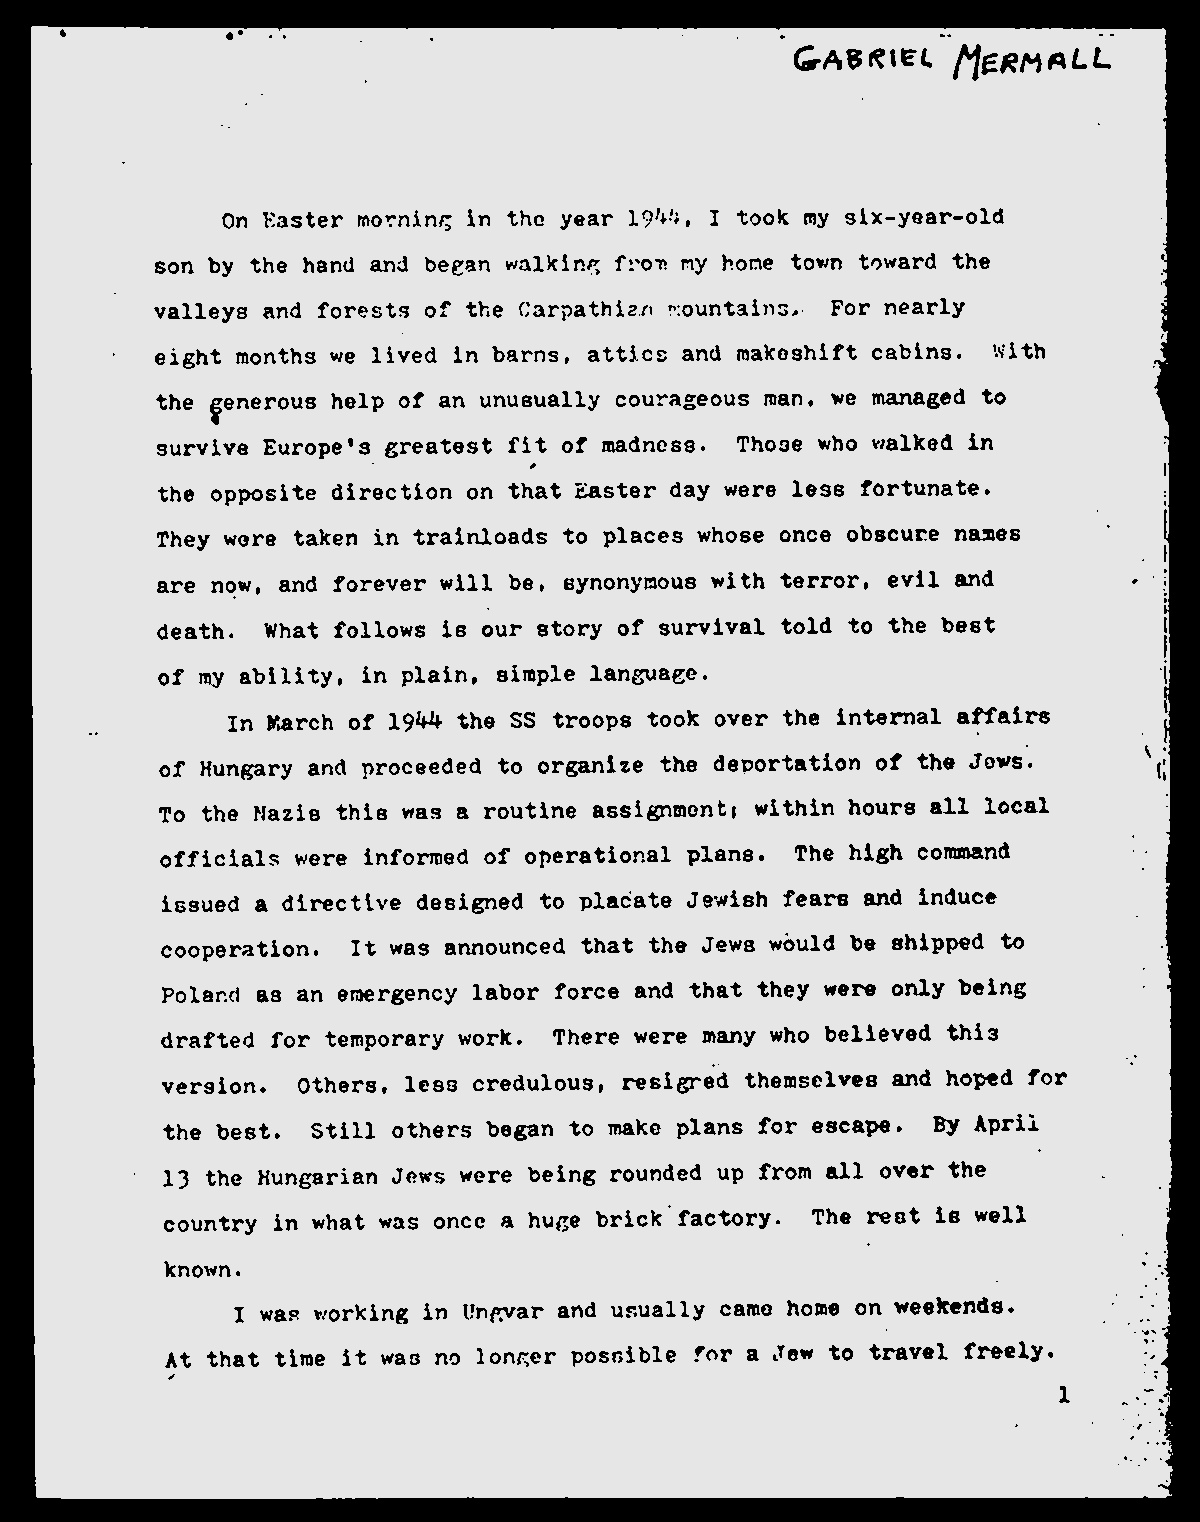 GABRIEL MERMALL
On Easter morning in the year 1944, I took my six-year-old
son by the hand and began walking from my home town toward the
valleys and forests of the Carpathian mountains. For nearly
eight months we lived in barns, attics and makeshift cabins. With
the generous help of an unusually courageous man, we managed to
survive Europe's greatest fit of madness. Those who walked in
the opposite direction on that Easter day were less fortunate.
They were taken in trainloads to places whose once obscure names
are now, and forever will be, synonymous with terror, evil and
death. What follows is our story of survival told to the best
of my ability, in plain, simple language.
In March of 1944 the SS troops took over the internal affairs
of Hungary and proceeded to organize the deportation of the Jews.
To the Nazis this was a routine assignment; within hours all local
officials were informed of operational plans. The high command
issued a directive designed to placate Jewish fears and induce
cooperation. It was announced that the Jews would be shipped to
Poland as an emergency labor force and that they were only being
drafted for temporary work. There were many who believed this
version. Others, less credulous, resigned themselves and hoped for
the best. Still others began to make plans for escape. By April
13 the Hungarian Jews were being rounded up from all over the
country in what was once a huge brick factory. The rest is well
known.
I was working in Ungvar and usually came home on weekends.
At that time it was no longer possible for a Jew to travel freely.
1